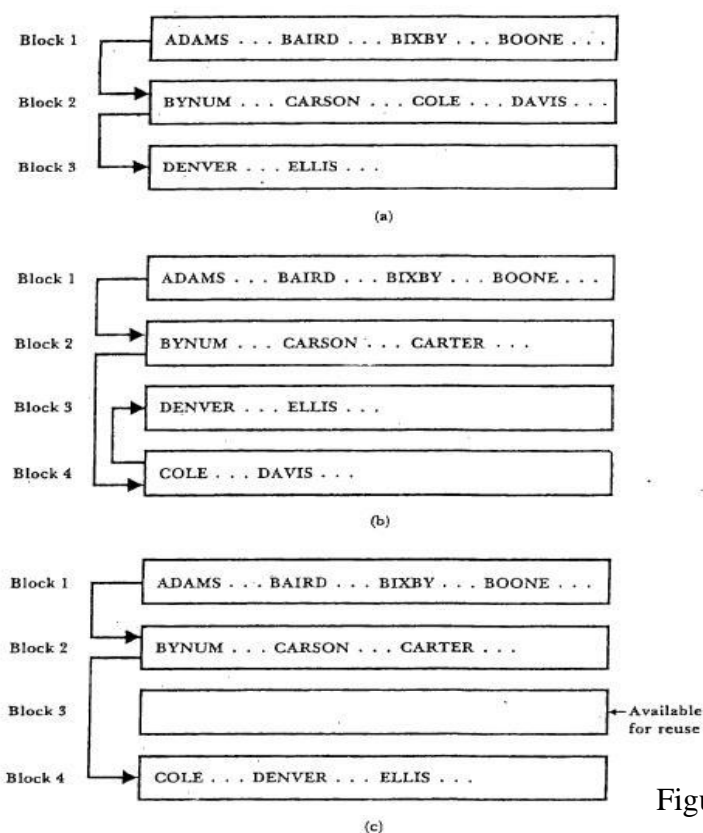 Block 1 ADAMS . . . BAIRD . . . BIXBY . . . BOONE . . .
Block 2 BYNUM . . . CARSON . . . COLE . . . DAVIS . . .
Block 3 DENVER . . . ELLIS . . .
(a)
Block 1 ADAMS . . . BAIRD . . . BIXBY . . . BOONE . . .
Block 2 BYNUM . . . CARSON . . . CARTER . . .
Block 3 DENVER . . . ELLIS . . .
Block 4 COLE . . . DAVIS . . .
(b)
Block 1 ADAMS . . . BAIRD . . . BIXBY . . . BOONE . . .
Block 2 BYNUM . . . CARSON . . . CARTER . . .
Block 3 Available
for reuse
Block 4 COLE . . . DENVER . . . ELLIS . . .
Figu
(c)